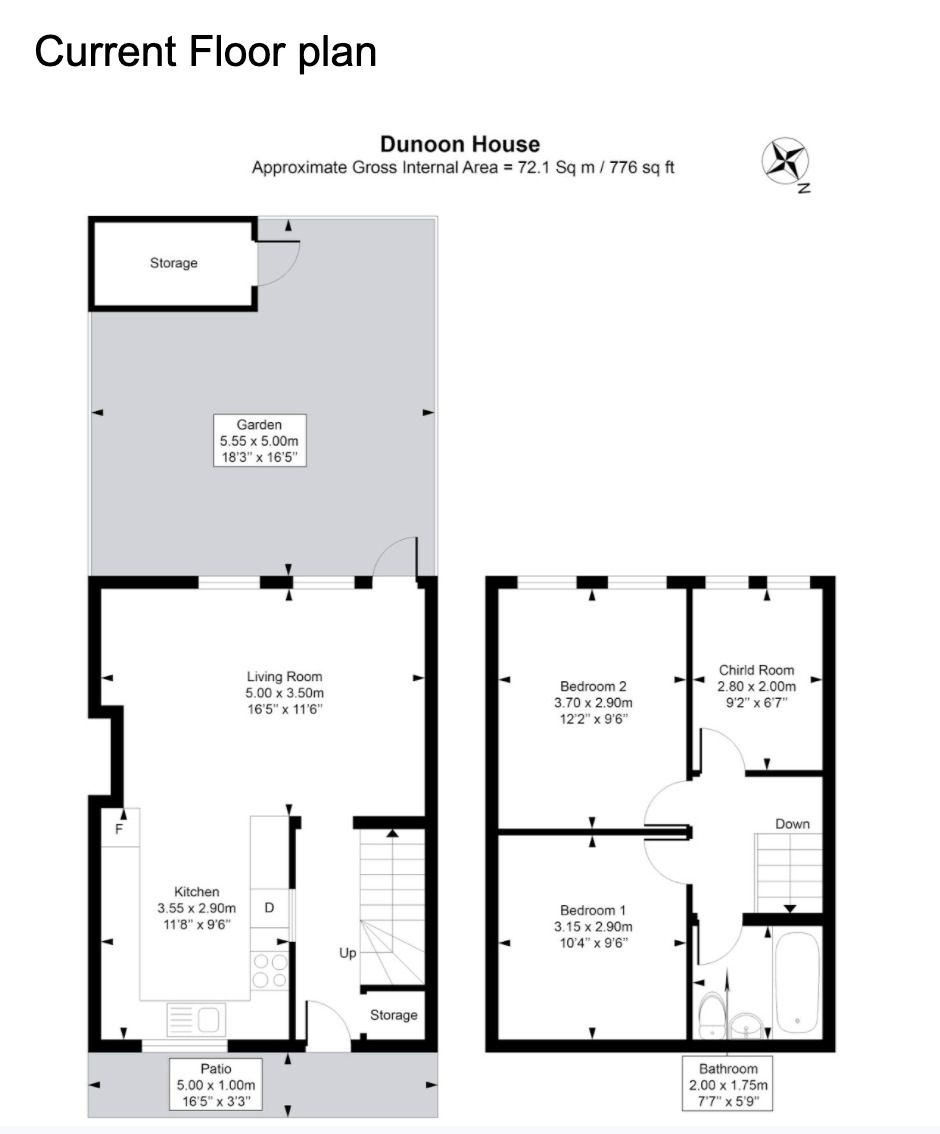 Current Floor plan
Dunoon House
Approximate Gross Internal Area = 72.1 Sq m / 776 sq ft
N
Storage
Garden
5.55 x 5.00m
18'3" x 16'5"
Living Room
5.00 x 3.50m
16'5" x 11'6"
F
Kitchen
3.55 x 2.90m
11'8" x 9'6"
D
Up
Storage
Patio
5.00 x 1.00m
16'5" x 3'3"
Bedroom 2
3.70 x 2.90m
12'2" x 9'6"
Chirld Room
2.80 x 2.00m
9'2" x 6'7"
Down
Bedroom 1
3.15 x 2.90m
10'4" x 9'6"
Bathroom
2.00 x 1.75m
7'7" x 5'9"